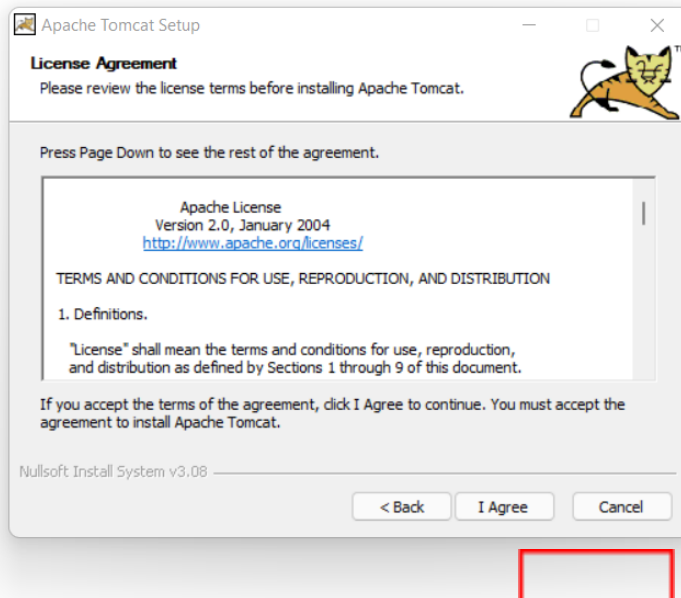 Apache Tomcat Setup
License Agreement
Please review the license terms before installing Apache Tomcat.
TM
Press Page Down to see the rest of the agreement.
Apache License
Version 2.0, January 2004
http://www.apache.org/licenses/
TERMS AND CONDITIONS FOR USE, REPRODUCTION, AND DISTRIBUTION
1. Definitions.
"License" shall mean the terms and conditions for use, reproduction,
and distribution as defined by Sections 1 through 9 of this document.
If you accept the terms of the agreement, click I Agree to continue. You must accept the
agreement to install Apache Tomcat.
Nullsoft Install System v3.08
< Back I Agree Cancel